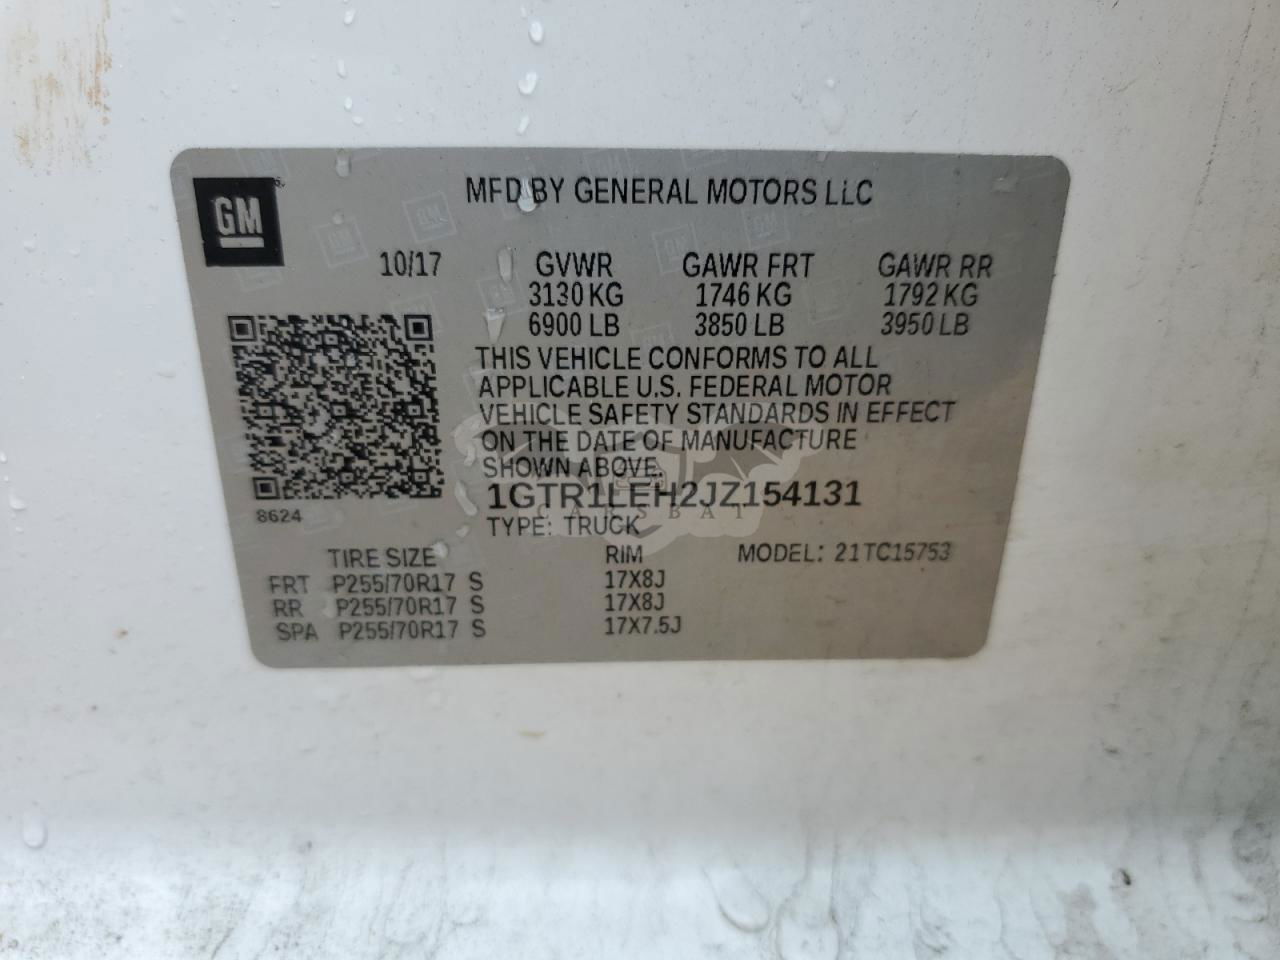 GM
MFD BY GENERAL MOTORS LLC
10/17 GVWR GAWR FRT GAWR RR
3130 KG 1746 KG 1792 KG
6900 LB 3850 LB 3950 LB
THIS VEHICLE CONFORMS TO ALL
APPLICABLE U.S. FEDERAL MOTOR
VEHICLE SAFETY STANDARDS IN EFFECT
ON THE DATE OF MANUFACTURE
SHOWN ABOVE.
1GTR1LEH2JZ154131
CARSBAT
8624
TYPE: TRUCK
TIRE SIZE RIM MODEL: 21TC15753
FRT P255/70R17 S 17X8J
RR P255/70R17 S 17X8J
SPA P255/70R17 S 17X7.5J